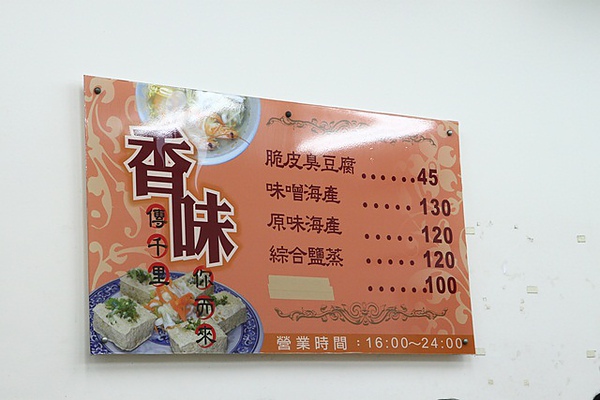 香味
傳千里
你 來
脆皮臭豆腐 ......45
味噌海產 .....130
原味海產 .....120
綜合鹽蒸 .....120
......100
營業時間：16:00～24:00